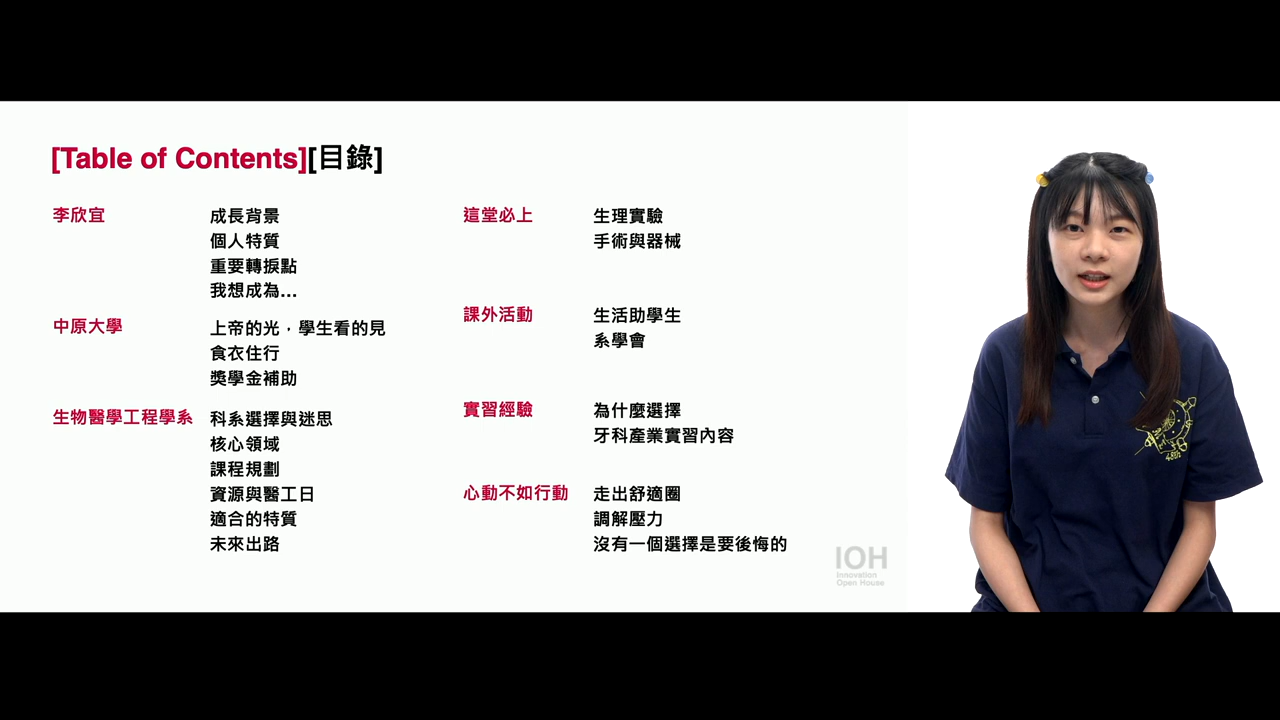 [Table of Contents][目錄]
李欣宜
成長背景
個人特質
重要轉捩點
我想成為...
中原大學
上帝的光，學生看的見
食衣住行
獎學金補助
生物醫學工程學系
科系選擇與迷思
核心領域
課程規劃
資源與醫工日
適合的特質
未來出路
這堂必上
生理實驗
手術與器械
課外活動
生活助學生
系學會
實習經驗
為什麼選擇
牙科產業實習內容
心動不如行動
走出舒適圈
調解壓力
沒有一個選擇是要後悔的
IOH
Innovation
Open House